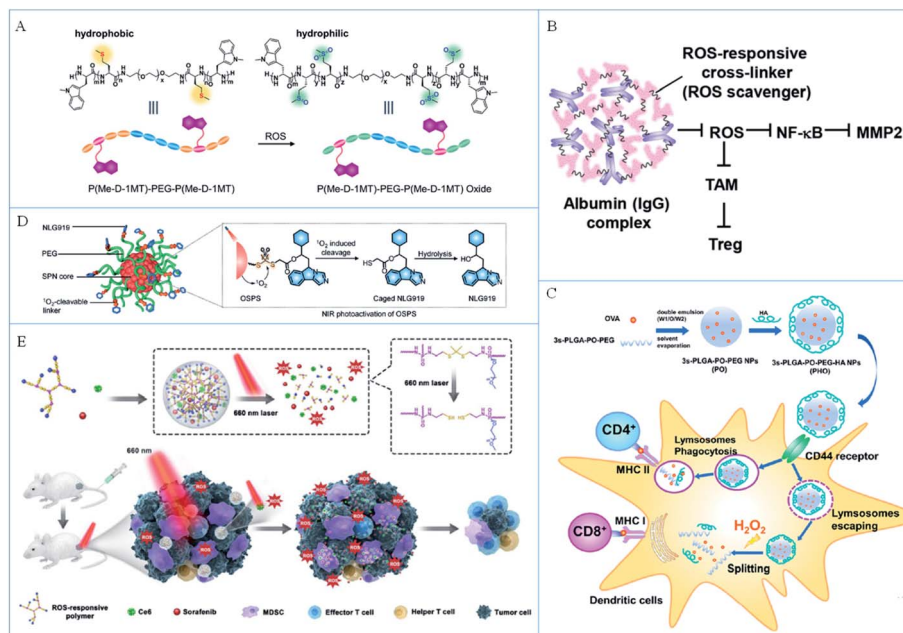 A
hydrophobic
hydrophilic
ROS
P(Me-D-1MT)-PEG-P(Me-D-1MT)
P(Me-D-1MT)-PEG-P(Me-D-1MT) Oxide
B
ROS-responsive
cross-linker
(ROS scavenger)
ROS
NF-κB
MMP2
TAM
Treg
Albumin (IgG)
complex
D
NLG919
PEG
SPN core
¹O₂-cleavable
linker
¹O₂ induced
cleavage
Hydrolysis
¹O₂
OSPS
Caged NLG919
NLG919
NIR photoactivation of OSPS
C
OVA
3s-PLGA-PO-PEG
double emulsion
(W1/O/W2)
solvent
evaporation
HA
3s-PLGA-PO-PEG NPs
(PO)
3s-PLGA-PO-PEG-HA NPs
(PHO)
CD4⁺
MHC II
Lymsosomes
Phagocytosis
CD44 receptor
Lymsosomes
escaping
CD8⁺
MHC I
H₂O₂
Splitting
Dendritic cells
E
660 nm laser
660 nm laser
660 nm
ROS
ROS-responsive
polymer
Ce6
Sorafenib
MDSC
Effector T cell
Helper T cell
Tumor cell